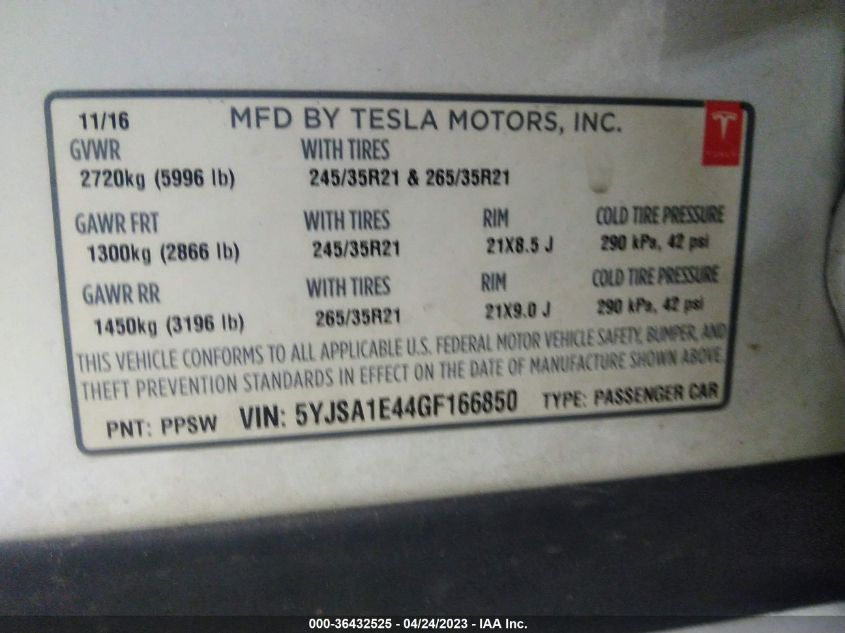 11/16 MFD BY TESLA MOTORS, INC.
TESLA
GVWR WITH TIRES
2720kg (5996 lb) 245/35R21 & 265/35R21
GAWR FRT WITH TIRES RIM COLD TIRE PRESSURE
1300kg (2866 lb) 245/35R21 21X8.5 J 290 kPa, 42 psi
GAWR RR WITH TIRES RIM COLD TIRE PRESSURE
1450kg (3196 lb) 265/35R21 21X9.0 J 290 kPa, 42 psi
THIS VEHICLE CONFORMS TO ALL APPLICABLE U.S. FEDERAL MOTOR VEHICLE SAFETY, BUMPER, AND
THEFT PREVENTION STANDARDS IN EFFECT ON THE DATE OF MANUFACTURE SHOWN ABOVE.
PNT: PPSW VIN: 5YJSA1E44GF166850 TYPE: PASSENGER CAR
000-36432525 - 04/24/2023 - IAA Inc.